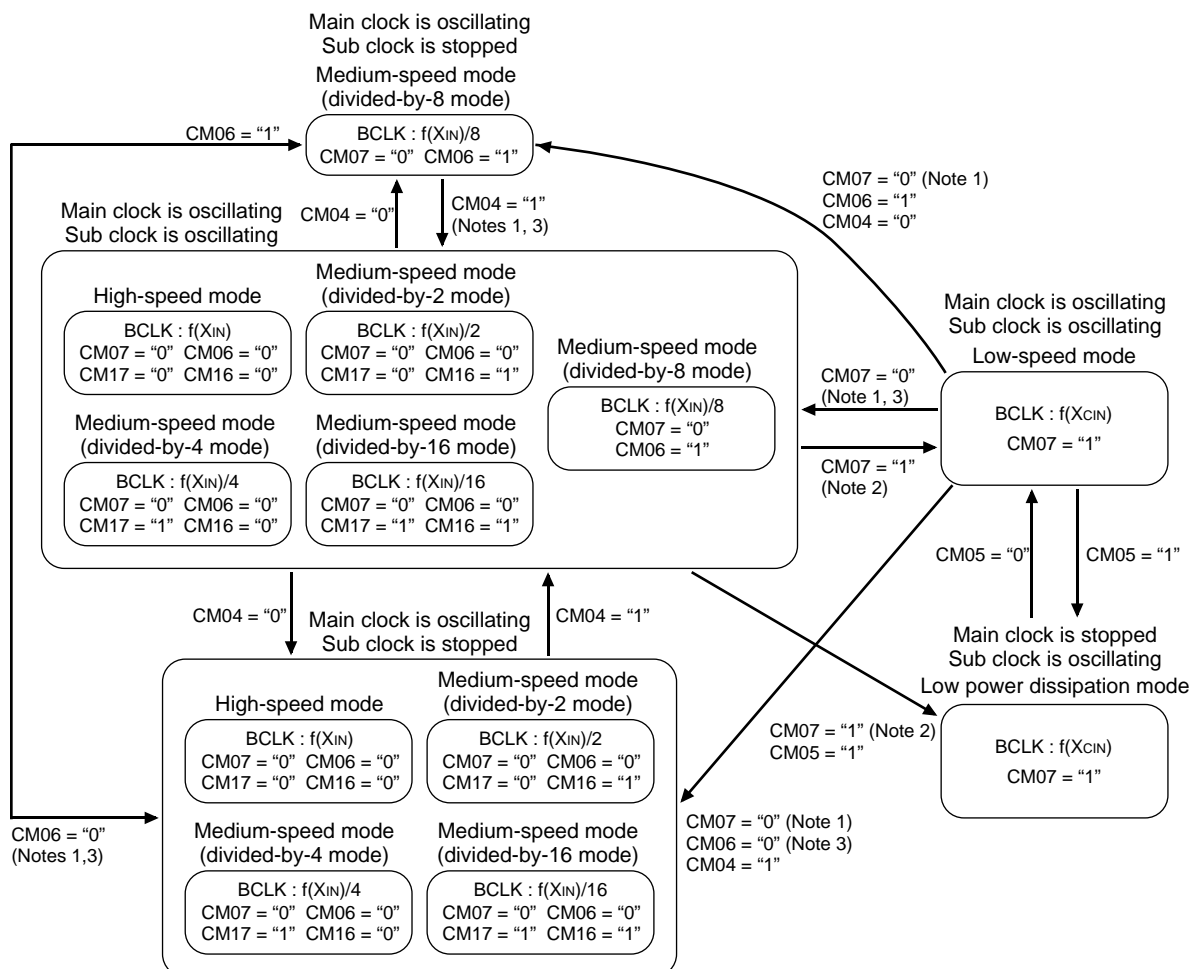 Main clock is oscillating
Sub clock is stopped
Medium-speed mode
(divided-by-8 mode)
CM06 = “1”
BCLK : f(XIN)/8
CM07 = “0” CM06 = “1”
CM07 = “0” (Note 1)
CM06 = “1”
CM04 = “0”
Main clock is oscillating
Sub clock is oscillating
CM04 = “0”
CM04 = “1”
(Notes 1, 3)
High-speed mode
BCLK : f(XIN)
CM07 = “0” CM06 = “0”
CM17 = “0” CM16 = “0”
Medium-speed mode
(divided-by-2 mode)
BCLK : f(XIN)/2
CM07 = “0” CM06 = “0”
CM17 = “0” CM16 = “1”
Medium-speed mode
(divided-by-8 mode)
BCLK : f(XIN)/8
CM07 = “0”
CM06 = “1”
Medium-speed mode
(divided-by-4 mode)
BCLK : f(XIN)/4
CM07 = “0” CM06 = “0”
CM17 = “1” CM16 = “0”
Medium-speed mode
(divided-by-16 mode)
BCLK : f(XIN)/16
CM07 = “0” CM06 = “0”
CM17 = “1” CM16 = “1”
Main clock is oscillating
Sub clock is oscillating
Low-speed mode
CM07 = “0”
(Note 1, 3)
BCLK : f(XCIN)
CM07 = “1”
CM07 = “1”
(Note 2)
CM05 = “0”
CM05 = “1”
CM04 = “0”
Main clock is oscillating
Sub clock is stopped
CM04 = “1”
Main clock is stopped
Sub clock is oscillating
Low power dissipation mode
CM07 = “1” (Note 2)
CM05 = “1”
BCLK : f(XCIN)
CM07 = “1”
High-speed mode
BCLK : f(XIN)
CM07 = “0” CM06 = “0”
CM17 = “0” CM16 = “0”
Medium-speed mode
(divided-by-2 mode)
BCLK : f(XIN)/2
CM07 = “0” CM06 = “0”
CM17 = “0” CM16 = “1”
CM06 = “0”
(Notes 1,3)
CM07 = “0” (Note 1)
CM06 = “0” (Note 3)
CM04 = “1”
Medium-speed mode
(divided-by-4 mode)
BCLK : f(XIN)/4
CM07 = “0” CM06 = “0”
CM17 = “1” CM16 = “0”
Medium-speed mode
(divided-by-16 mode)
BCLK : f(XIN)/16
CM07 = “0” CM06 = “0”
CM17 = “1” CM16 = “1”